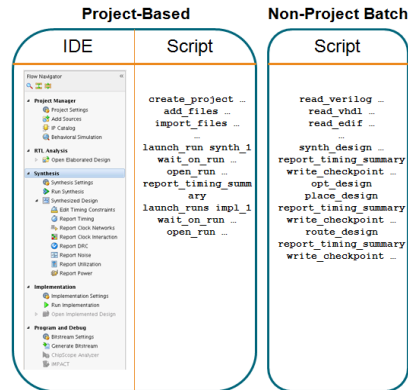 Project-Based
Non-Project Batch
IDE
Script
Script
Flow Navigator
Project Manager
Project Settings
Add Sources
IP Catalog
Behavioral Simulation
RTL Analysis
Open Elaborated Design
Synthesis
Synthesis Settings
Run Synthesis
Synthesized Design
Edit Timing Constraints
Report Timing
Report Clock Networks
Report Clock Interaction
Report DRC
Report Noise
Report Utilization
Report Power
Implementation
Implementation Settings
Run Implementation
Open Implemented Design
Program and Debug
Bitstream Settings
Generate Bitstream
ChipScope Analyzer
iMPACT
create_project …
add_files …
import_files …
…
launch_run synth_1
wait_on_run …
open_run …
report_timing_summ
ary
launch_runs impl_1
wait_on_run …
open_run …
read_verilog …
read_vhdl …
read_edif …
…
synth_design …
report_timing_summary
write_checkpoint …
opt_design
place_design
report_timing_summary
write_checkpoint …
route_design
report_timing_summary
write_checkpoint …